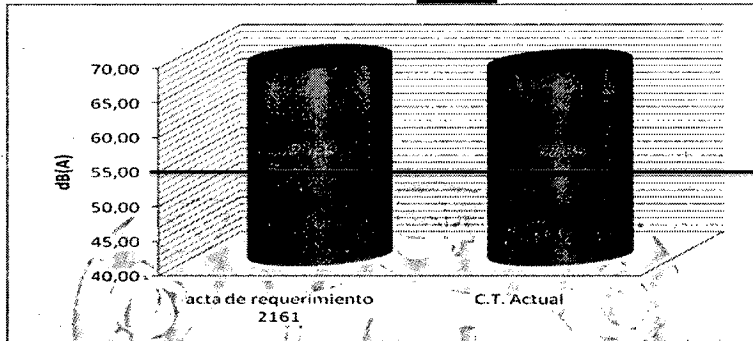 70,00
65,00
60,00
55,00
50,00
45,00
40,00
dB(A)
acta de requerimiento
2161
C.T. Actual